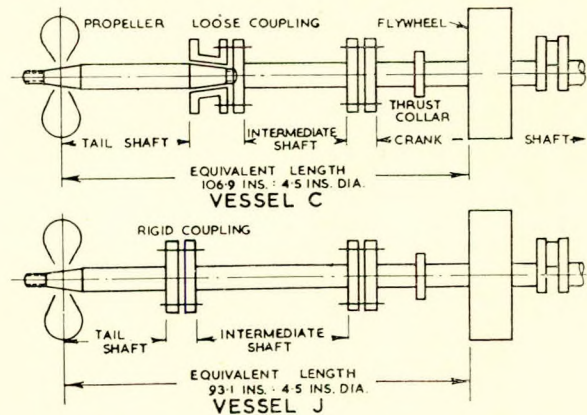 PROPELLER LOOSE COUPLING FLYWHEEL
THRUST
COLLAR
TAIL SHAFT INTERMEDIATE SHAFT CRANK SHAFT
EQUIVALENT LENGTH
106·9 INS. : 4·5 INS. DIA.
VESSEL C
RIGID COUPLING
TAIL SHAFT INTERMEDIATE SHAFT
EQUIVALENT LENGTH
93·1 INS. : 4·5 INS. DIA.
VESSEL J